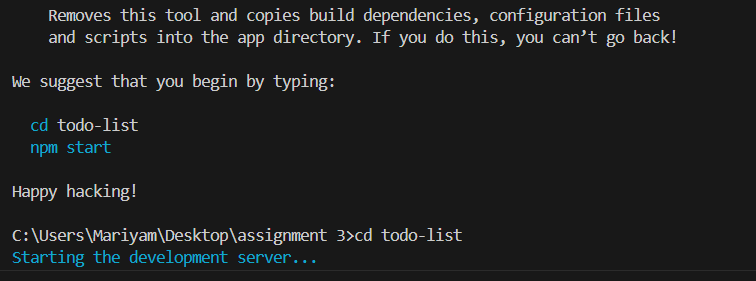 Removes this tool and copies build dependencies, configuration files
and scripts into the app directory. If you do this, you can’t go back!
We suggest that you begin by typing:
cd todo-list
npm start
Happy hacking!
C:\Users\Mariyam\Desktop\assignment 3>cd todo-list
Starting the development server...